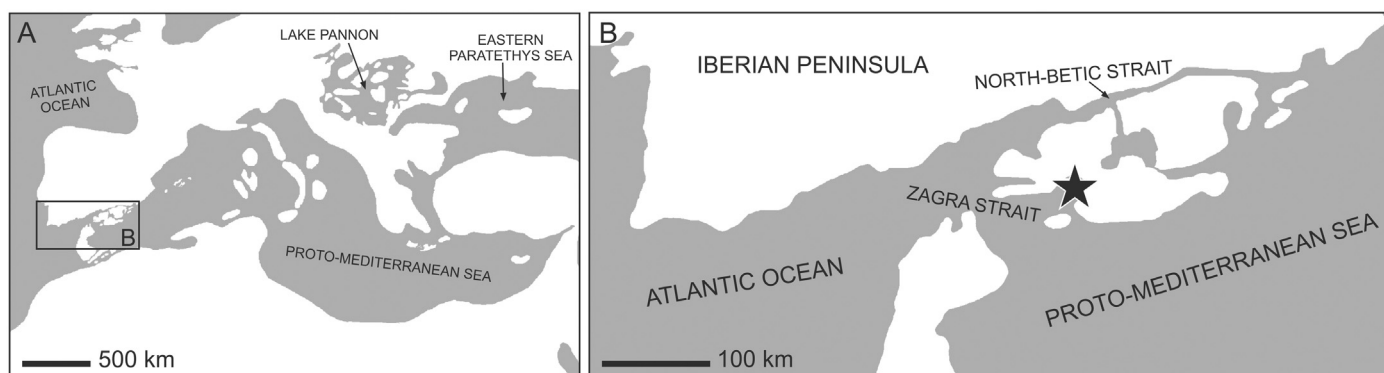 A
LAKE PANNON
EASTERN
PARATETHYS SEA
ATLANTIC
OCEAN
B
PROTO-MEDITERRANEAN SEA
500 km
B
IBERIAN PENINSULA
NORTH-BETIC STRAIT
ZAGRA STRAIT
ATLANTIC OCEAN
PROTO-MEDITERRANEAN SEA
100 km